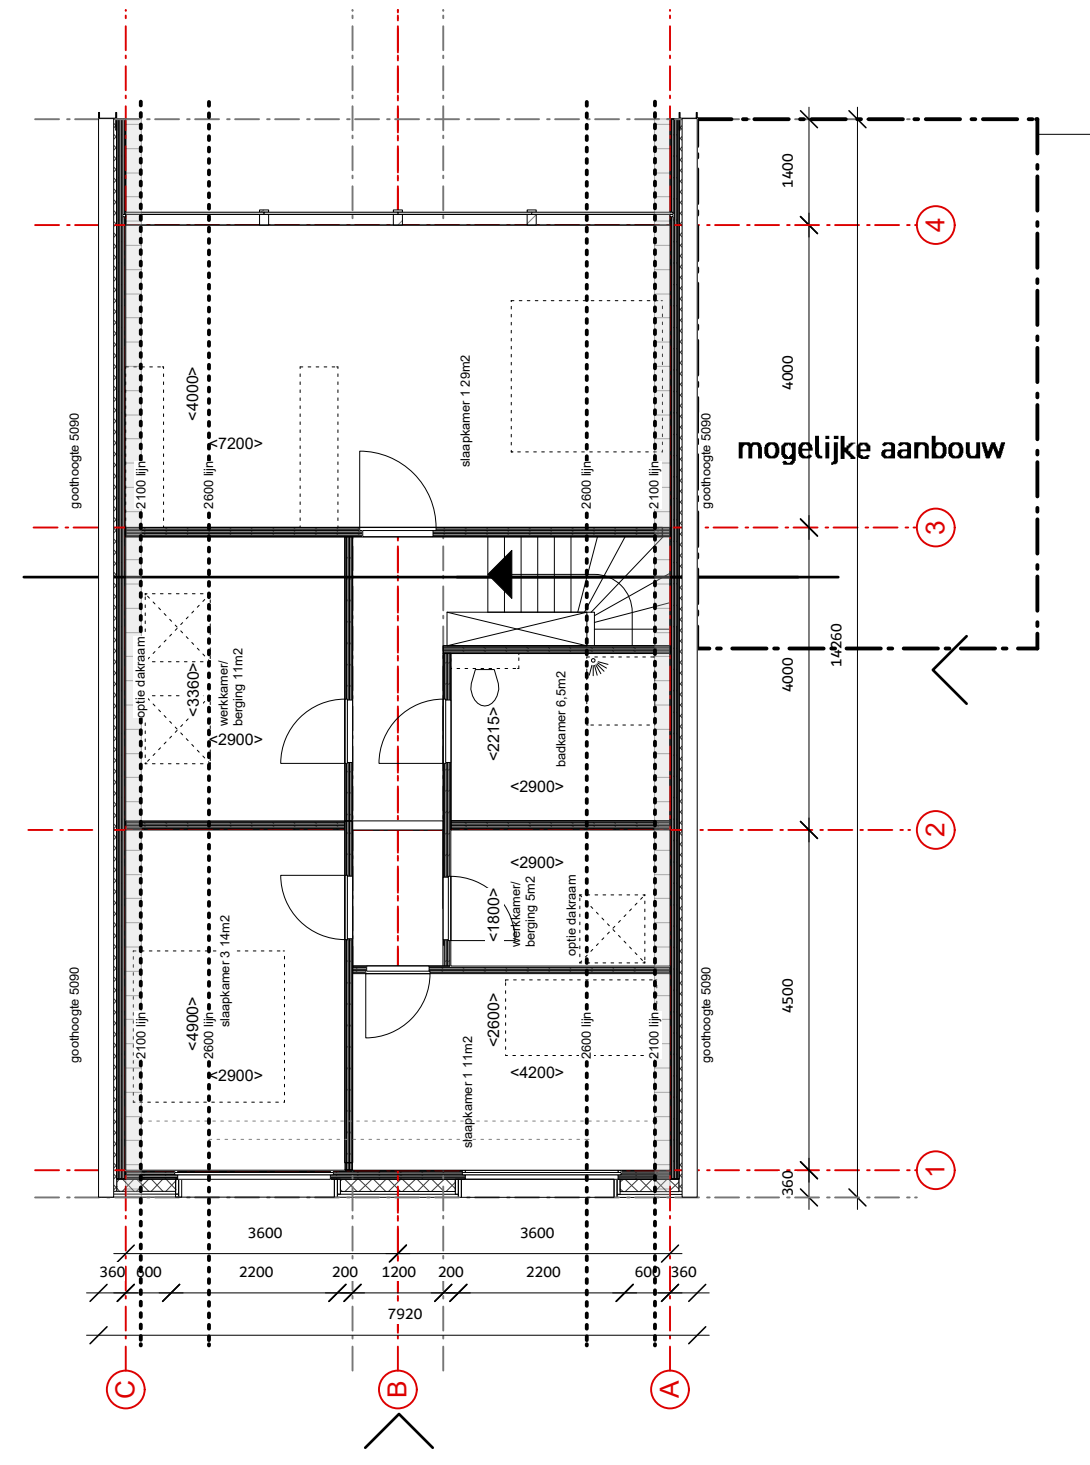 1400
4
<4000>
slaapkamer 1 29m2
4000
<7200>
goothoogte 5090
2100 lijn
2600 lijn
2600 lijn
2100 lijn
goothoogte 5090
mogelijke aanbouw
3
optie dakraam
<3360>
werkkamer/
berging 11m2
<2900>
<2215>
badkamer 6,5m2
<2900>
4000
14260
2
<2900>
<1800>
werkkamer/
berging 5m2
optie dakraam
slaapkamer 3 14m2
goothoogte 5090
2100 lijn
<4900>
2600 lijn
<2900>
<2600>
slaapkamer 1 11m2
<4200>
2600 lijn
2100 lijn
goothoogte 5090
4500
1
360
3600
3600
360
600
2200
200
1200
200
2200
600
360
7920
C
B
A